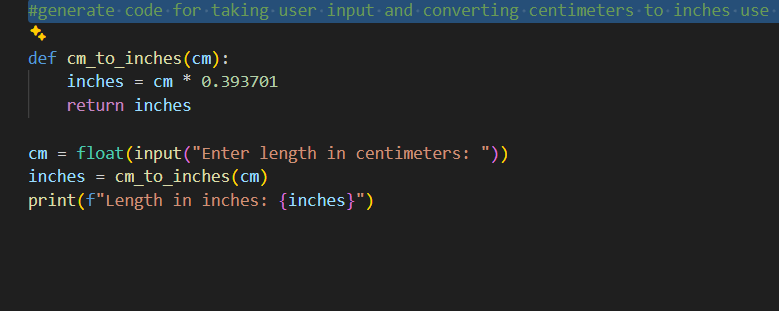 #generate code for taking user input and converting centimeters to inches use
def cm_to_inches(cm):
    inches = cm * 0.393701
    return inches
cm = float(input("Enter length in centimeters: "))
inches = cm_to_inches(cm)
print(f"Length in inches: {inches}")